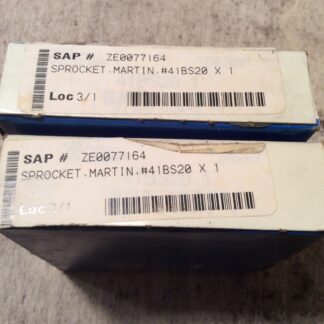 SAP # ZE0077164
SPROCKET,MARTIN,#41BS20 X 1
Loc 3/1
SAP # ZE0077164
SPROCKET,MARTIN,#41BS20 X 1
Loc 3/1